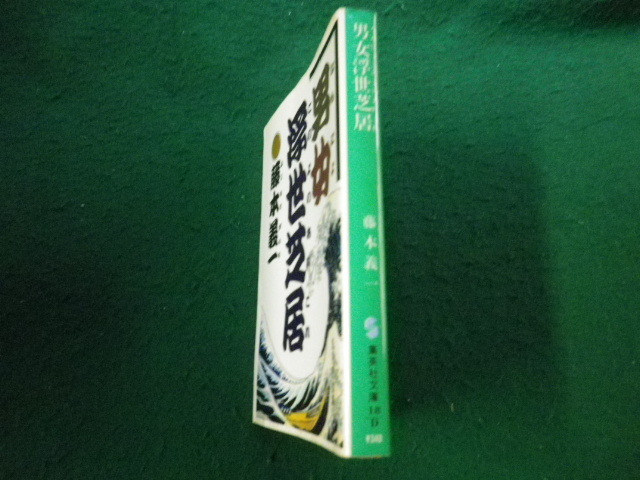 男女
浮世芝居
藤本義一
男女浮世芝居
藤本義一
集英社文庫